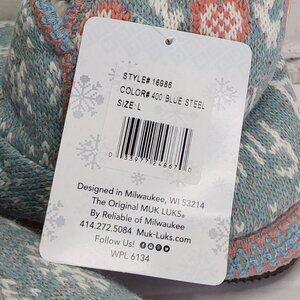 STYLE# 16986
COLOR# 400 BLUE STEEL
SIZE: L
Designed in Milwaukee, WI 53214
The Original MUK LUKS®
By Reliable of Milwaukee
414.272.5084 Muk-Luks.com
Follow Us!
WPL 6134